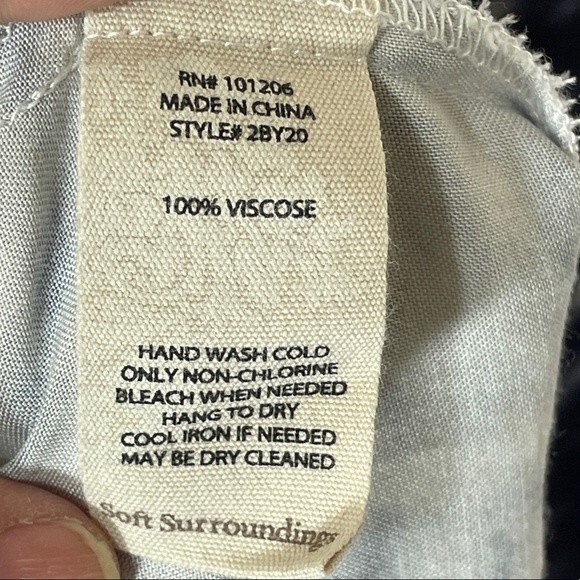 RN# 101206
MADE IN CHINA
STYLE# 2BY20
100% VISCOSE
HAND WASH COLD
ONLY NON-CHLORINE
BLEACH WHEN NEEDED
HANG TO DRY
COOL IRON IF NEEDED
MAY BE DRY CLEANED
Soft Surroundings